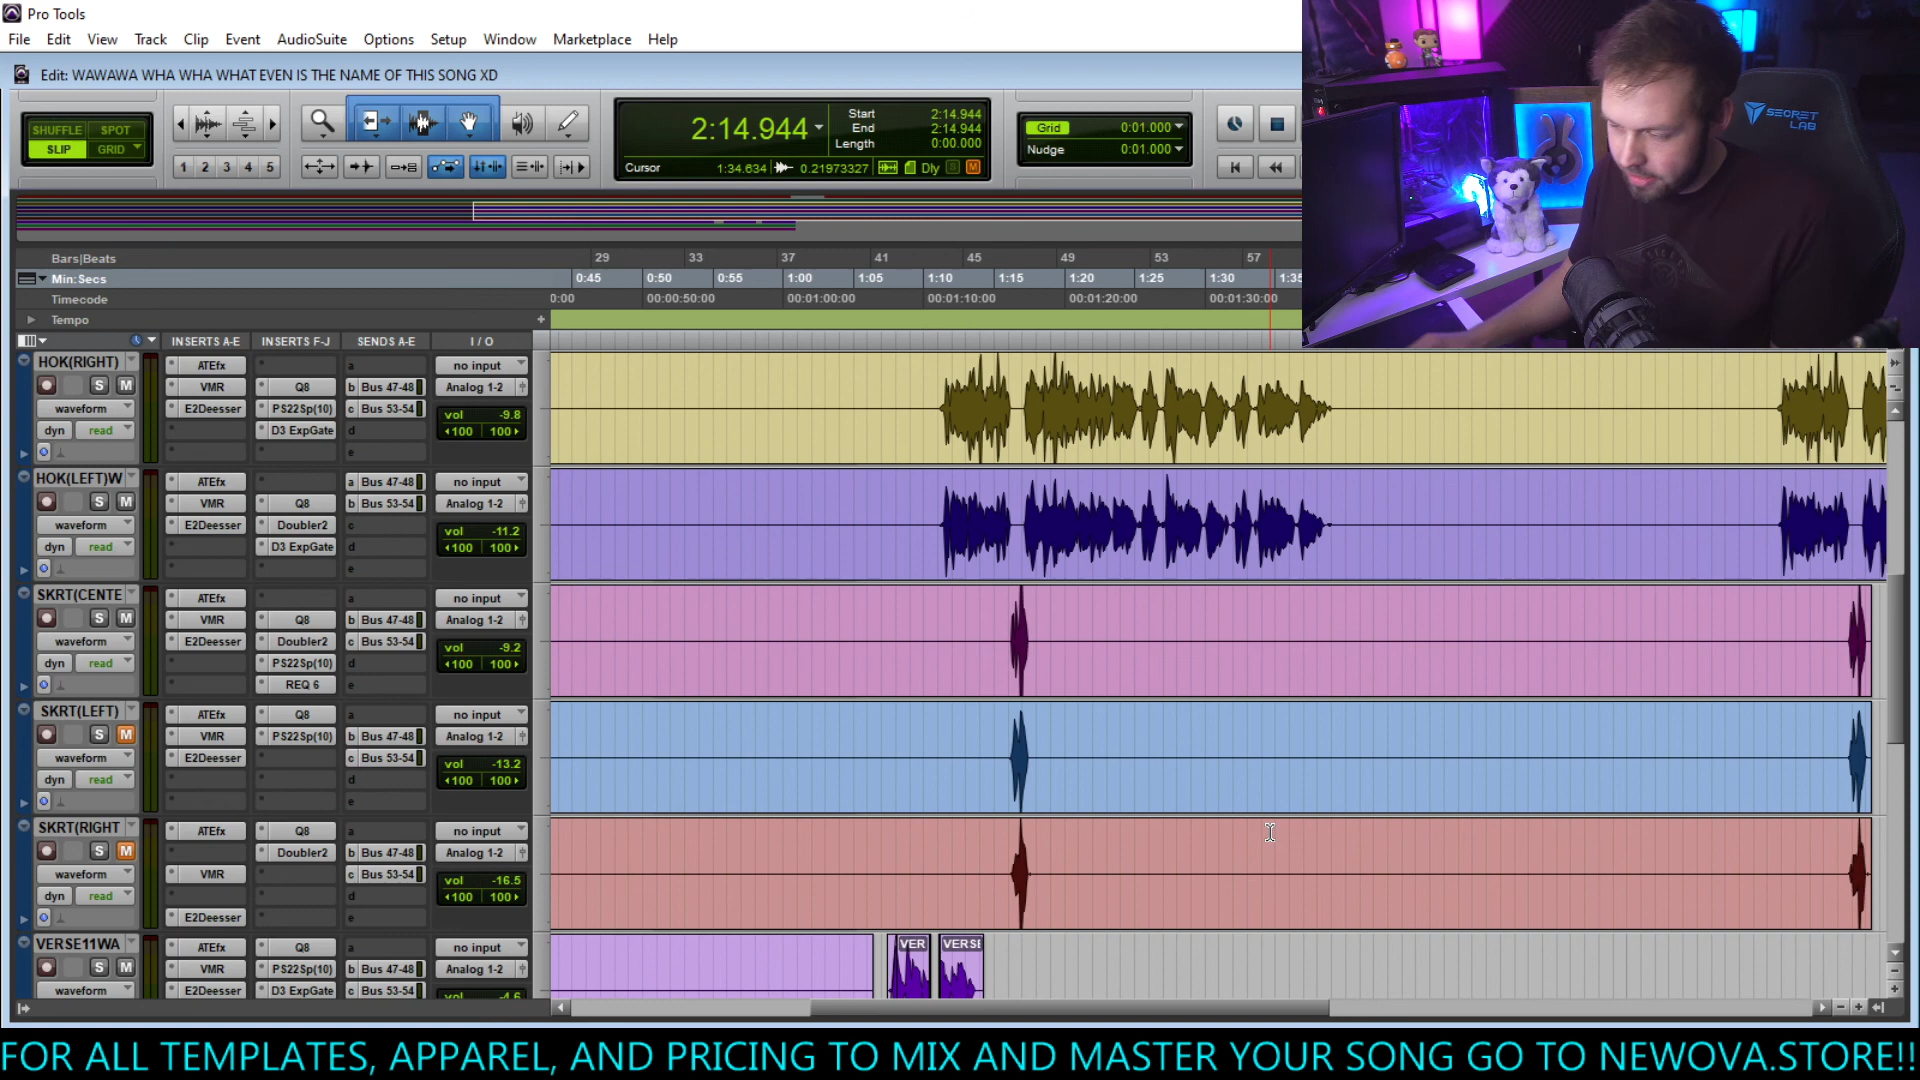 Pro Tools
File Edit View Track Clip Event AudioSuite Options Setup Window Marketplace Help
Edit: WAWAWA WHA WHA WHAT EVEN IS THE NAME OF THIS SONG XD
SHUFFLE SPOT
SLIP GRID
1 2 3 4 5
2:14.944
Start 2:14.944
End 2:14.944
Length 0:00.000
Cursor 1:34.634 0.21973327 Dly S M
Grid 0:01.000
Nudge 0:01.000
SECRET LAB
Bars|Beats 29 33 37 41 45 49 53 57
Min:Secs 0:45 0:50 0:55 1:00 1:05 1:10 1:15 1:20 1:25 1:30 1:35
Timecode 0:00 00:00:50:00 00:01:00:00 00:01:10:00 00:01:20:00 00:01:30:00
Tempo
INSERTS A-E INSERTS F-J SENDS A-E I / O
HOK(RIGHT) ATEfx a no input
S M VMR Q8 b Bus 47-48 Analog 1-2
waveform E2Deesser PS22Sp(10) c Bus 53-54 vol -9.8
dyn read D3 ExpGate d 100 100
e
HOK(LEFT)W ATEfx a Bus 47-48 no input
S M VMR Q8 b Bus 53-54 Analog 1-2
waveform E2Deesser Doubler2 c vol -11.2
dyn read D3 ExpGate d 100 100
e
SKRT(CENTE ATEfx a no input
S M VMR Q8 b Bus 47-48 Analog 1-2
waveform E2Deesser Doubler2 c Bus 53-54 vol -9.2
dyn read PS22Sp(10) d 100 100
REQ 6 e
SKRT(LEFT) ATEfx Q8 a no input
S M VMR PS22Sp(10) b Bus 47-48 Analog 1-2
waveform E2Deesser c Bus 53-54 vol -13.2
dyn read d 100 100
e
SKRT(RIGHT ATEfx Q8 a no input
S M Doubler2 b Bus 47-48 Analog 1-2
waveform VMR c Bus 53-54 vol -16.5
dyn read d 100 100
E2Deesser e
VERSE11WA ATEfx Q8 a no input VER VERSE
S M VMR PS22Sp(10) b Bus 47-48 Analog 1-2
waveform E2Deesser D3 ExpGate c Bus 53-54 vol -4.6
FOR ALL TEMPLATES, APPAREL, AND PRICING TO MIX AND MASTER YOUR SONG GO TO NEWOVA.STORE!!